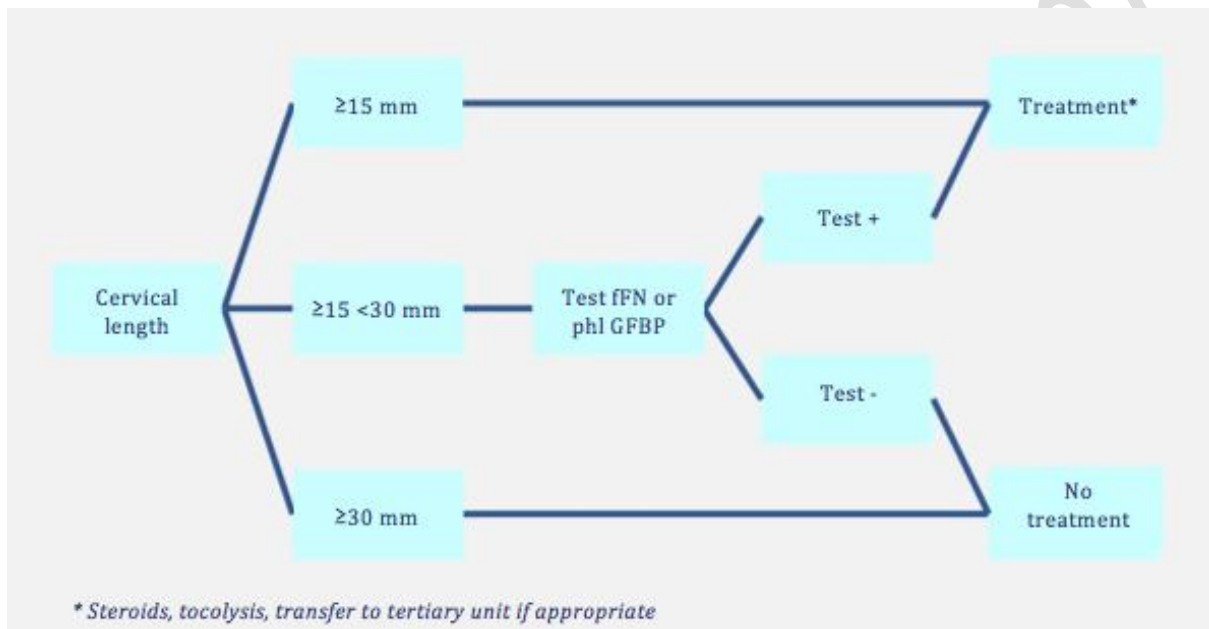 ≥15 mm
Treatment*
Test +
Cervical
length
≥15 <30 mm
Test fFN or
phl GFBP
Test -
≥30 mm
No
treatment
* Steroids, tocolysis, transfer to tertiary unit if appropriate